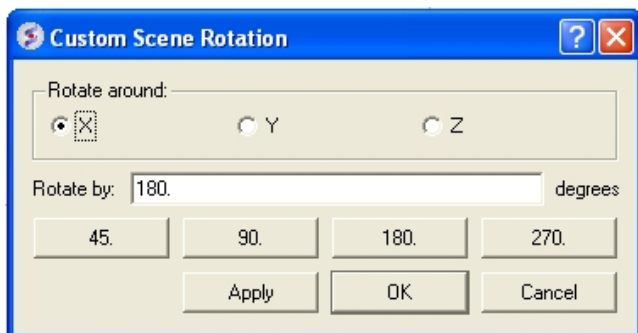 Custom Scene Rotation
Rotate around:
X Y Z
Rotate by: 180. degrees
45. 90. 180. 270.
Apply OK Cancel